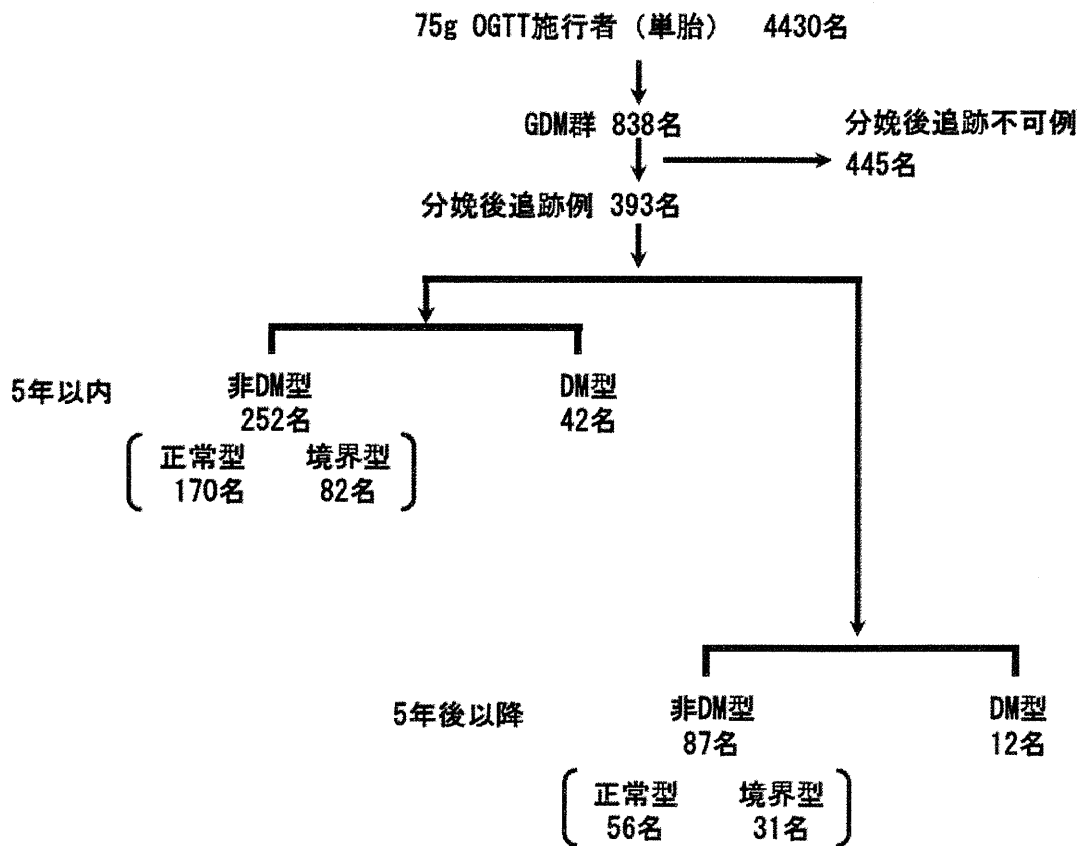 75g OGTT施行者（単胎） 4430名
GDM群 838名
分娩後追跡不可例
445名
分娩後追跡例 393名
5年以内
非DM型
252名
DM型
42名
正常型 境界型
170名 82名
5年後以降
非DM型
87名
DM型
12名
正常型 境界型
56名 31名